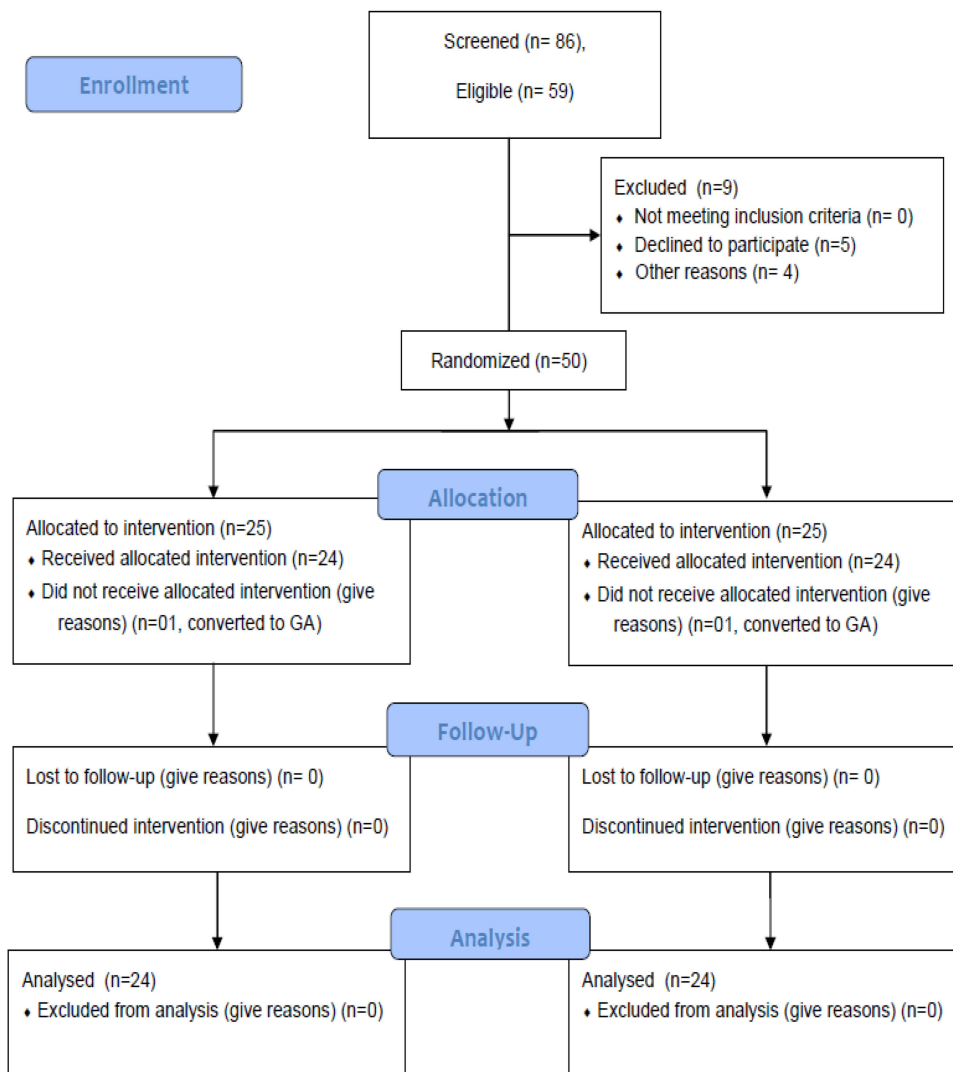 Screened (n= 86),
Eligible (n= 59)
Enrollment
Excluded (n=9)
♦ Not meeting inclusion criteria (n= 0)
♦ Declined to participate (n=5)
♦ Other reasons (n= 4)
Randomized (n=50)
Allocation
Allocated to intervention (n=25)
♦ Received allocated intervention (n=24)
♦ Did not receive allocated intervention (give
reasons) (n=01, converted to GA)
Allocated to intervention (n=25)
♦ Received allocated intervention (n=24)
♦ Did not receive allocated intervention (give
reasons) (n=01, converted to GA)
Follow-Up
Lost to follow-up (give reasons) (n= 0)
Discontinued intervention (give reasons) (n=0)
Lost to follow-up (give reasons) (n= 0)
Discontinued intervention (give reasons) (n=0)
Analysis
Analysed (n=24)
♦ Excluded from analysis (give reasons) (n=0)
Analysed (n=24)
♦ Excluded from analysis (give reasons) (n=0)